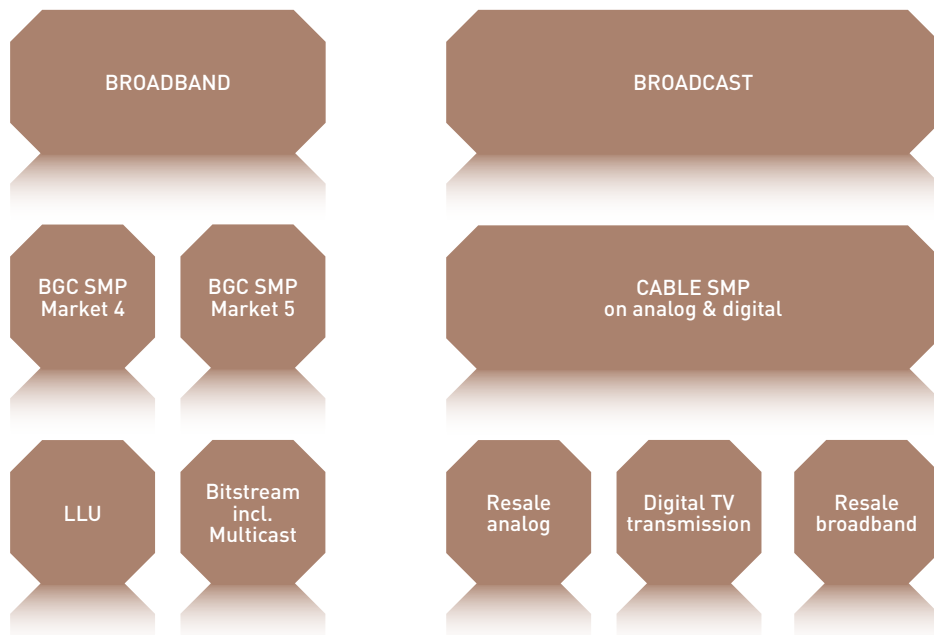 BROADBAND
BROADCAST
BGC SMP
Market 4
BGC SMP
Market 5
CABLE SMP
on analog & digital
LLU
Bitstream
incl.
Multicast
Resale
analog
Digital TV
transmission
Resale
broadband